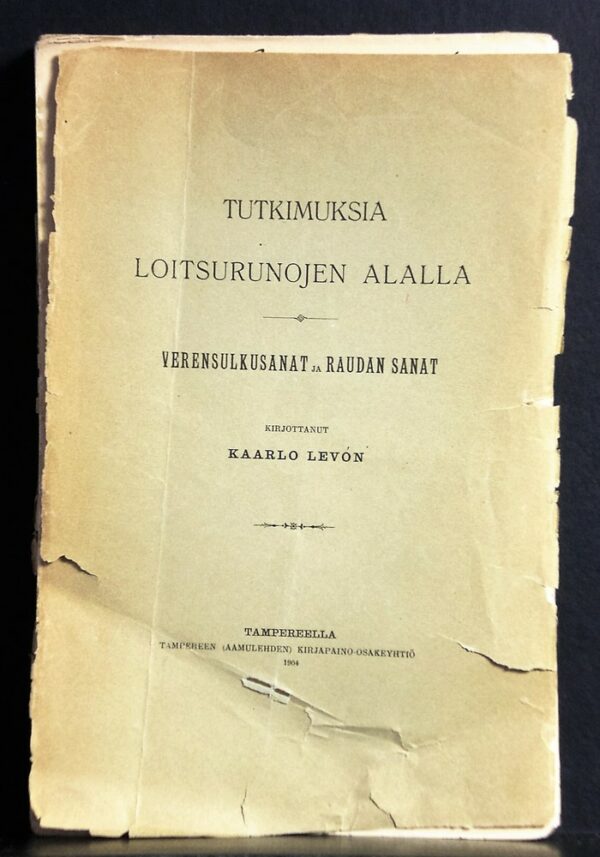 TUTKIMUKSIA
LOITSURUNOJEN ALALLA
VERENSULKUSANAT JA RAUDAN SANAT
KIRJOTTANUT
KAARLO LEVÓN
TAMPEREELLA
TAMPEREEN (AAMULEHDEN) KIRJAPAINO-OSAKEYHTIÖ
1904